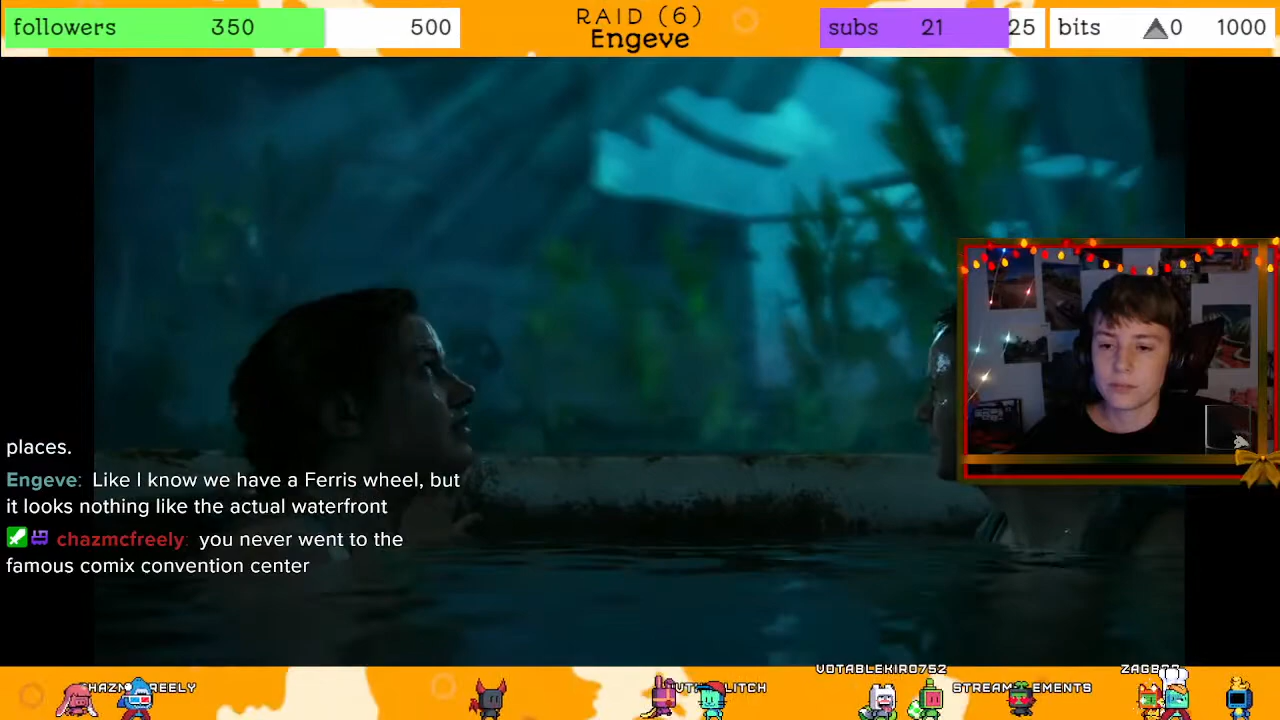 followers 350 500
RAID (6)
Engeve
subs 21 25
bits 0 1000
places.
Engeve: Like I know we have a Ferris wheel, but
it looks nothing like the actual waterfront
chazmcfreely: you never went to the
famous comix convention center
VOTABLEKIRO752